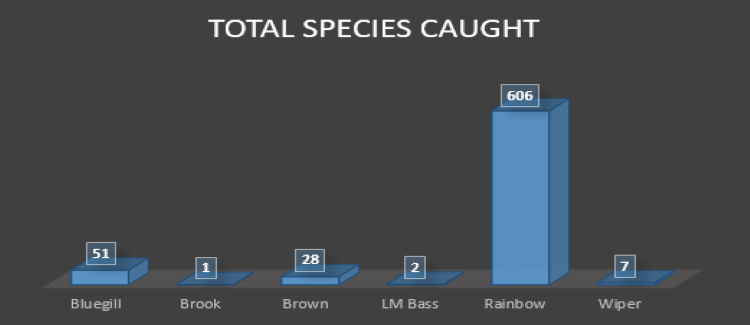 TOTAL SPECIES CAUGHT
606
51
1
28
2
7
Bluegill
Brook
Brown
LM Bass
Rainbow
Wiper